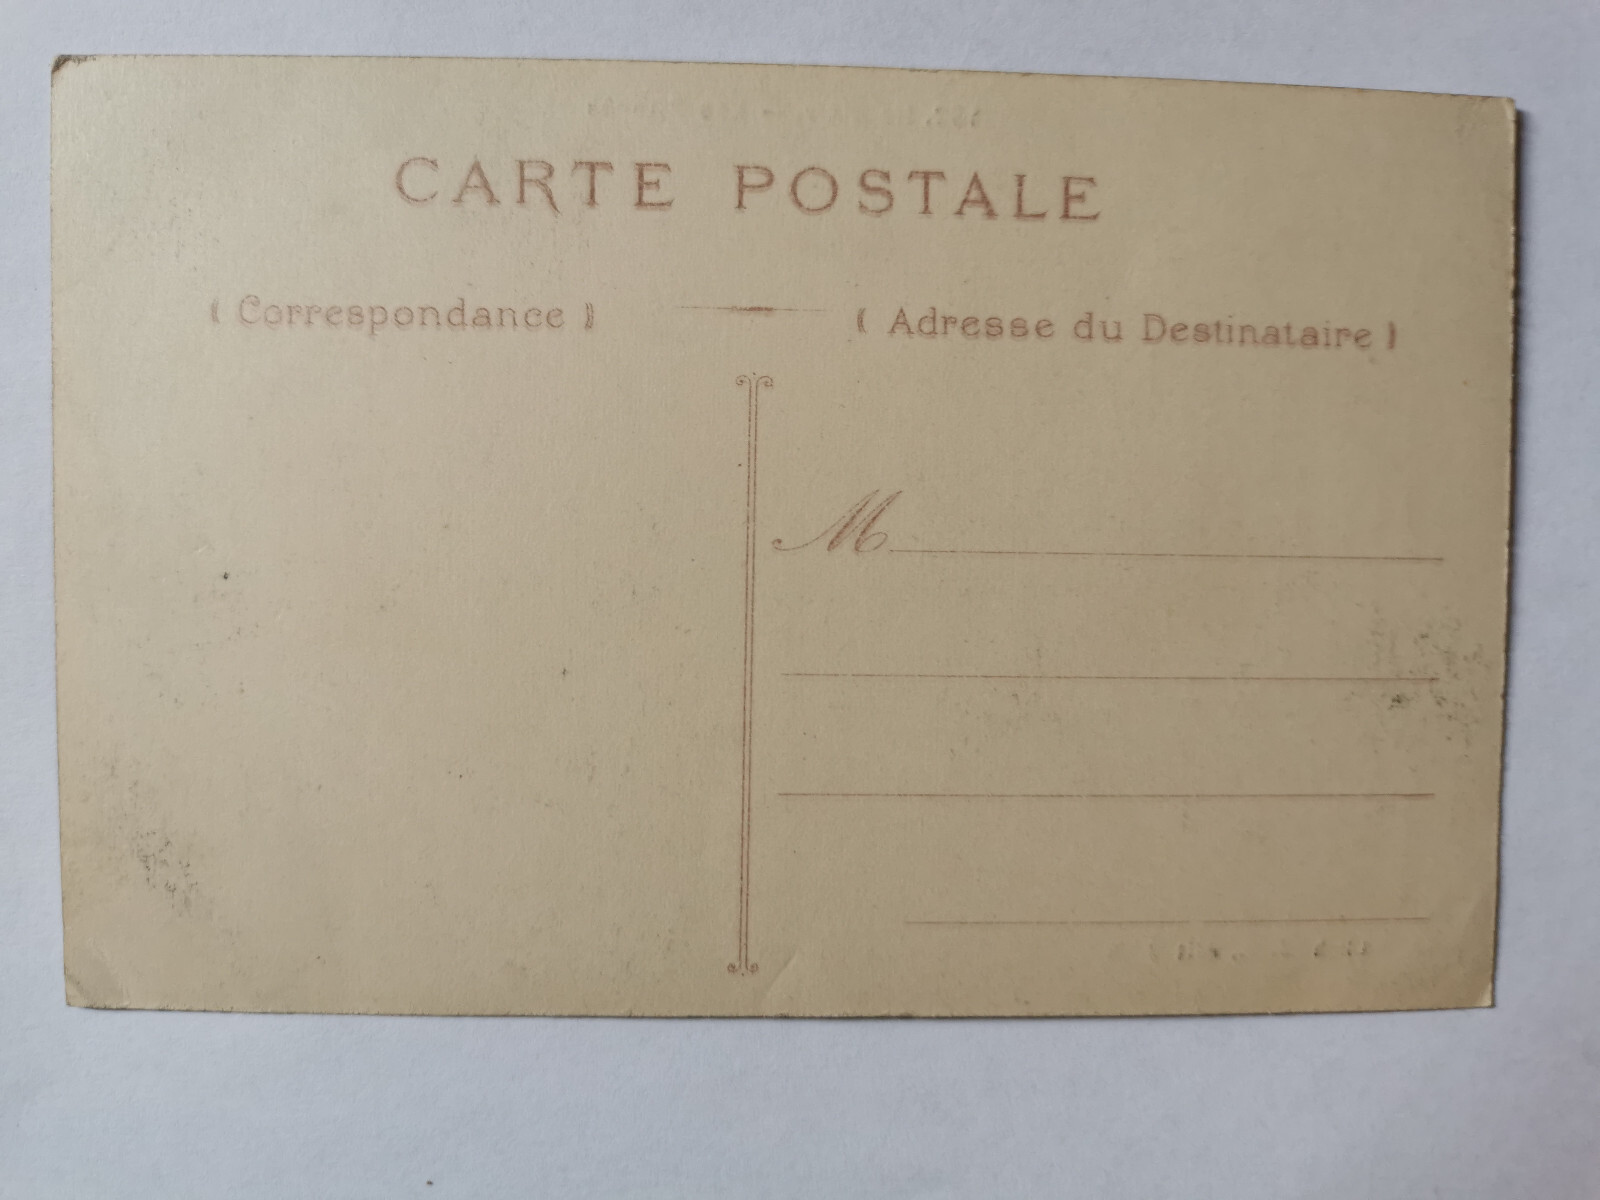 CARTE POSTALE
( Correspondance )
( Adresse du Destinataire )
M